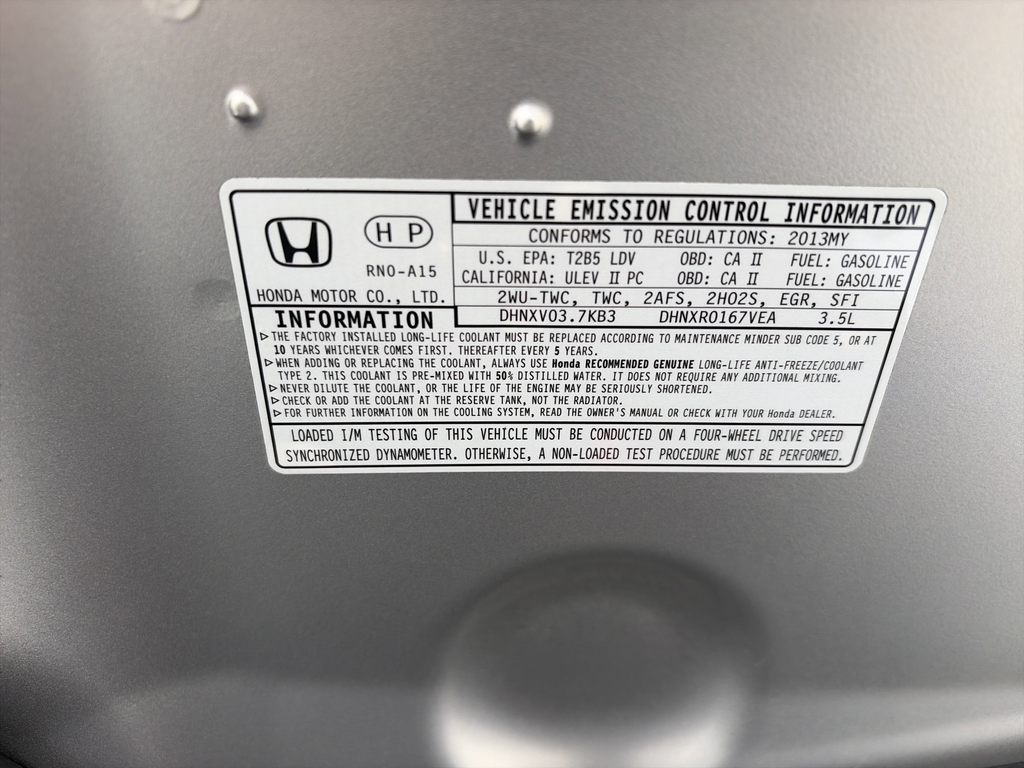 H P
RNO-A15
HONDA MOTOR CO., LTD.
VEHICLE EMISSION CONTROL INFORMATION
CONFORMS TO REGULATIONS: 2013MY
U.S. EPA: T2B5 LDV OBD: CA II FUEL: GASOLINE
CALIFORNIA: ULEV II PC OBD: CA II FUEL: GASOLINE
2WU-TWC, TWC, 2AFS, 2HO2S, EGR, SFI
DHNXV03.7KB3 DHNXR0167VEA 3.5L
INFORMATION
▷THE FACTORY INSTALLED LONG-LIFE COOLANT MUST BE REPLACED ACCORDING TO MAINTENANCE MINDER SUB CODE 5, OR AT
10 YEARS WHICHEVER COMES FIRST. THEREAFTER EVERY 5 YEARS.
▷WHEN ADDING OR REPLACING THE COOLANT, ALWAYS USE Honda RECOMMENDED GENUINE LONG-LIFE ANTI-FREEZE/COOLANT
TYPE 2. THIS COOLANT IS PRE-MIXED WITH 50% DISTILLED WATER. IT DOES NOT REQUIRE ANY ADDITIONAL MIXING.
▷NEVER DILUTE THE COOLANT, OR THE LIFE OF THE ENGINE MAY BE SERIOUSLY SHORTENED.
▷CHECK OR ADD THE COOLANT AT THE RESERVE TANK, NOT THE RADIATOR.
▷FOR FURTHER INFORMATION ON THE COOLING SYSTEM, READ THE OWNER'S MANUAL OR CHECK WITH YOUR Honda DEALER.
LOADED I/M TESTING OF THIS VEHICLE MUST BE CONDUCTED ON A FOUR-WHEEL DRIVE SPEED
SYNCHRONIZED DYNAMOMETER. OTHERWISE, A NON-LOADED TEST PROCEDURE MUST BE PERFORMED.